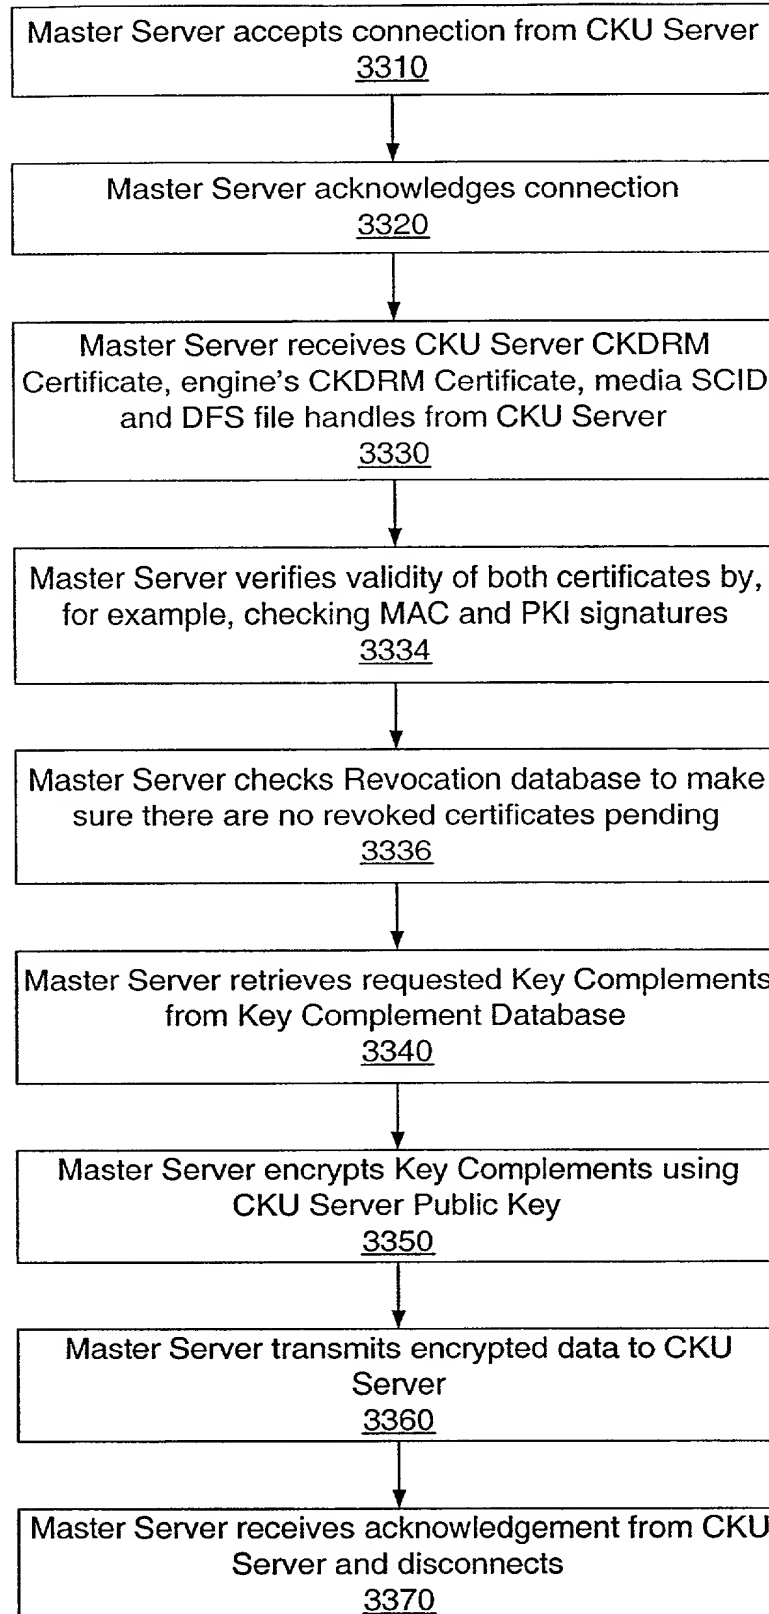 Master Server accepts connection from CKU Server
3310
Master Server acknowledges connection
3320
Master Server receives CKU Server CKDRM
Certificate, engine's CKDRM Certificate, media SCID
and DFS file handles from CKU Server
3330
Master Server verifies validity of both certificates by,
for example, checking MAC and PKI signatures
3334
Master Server checks Revocation database to make
sure there are no revoked certificates pending
3336
Master Server retrieves requested Key Complements
from Key Complement Database
3340
Master Server encrypts Key Complements using
CKU Server Public Key
3350
Master Server transmits encrypted data to CKU
Server
3360
Master Server receives acknowledgement from CKU
Server and disconnects
3370